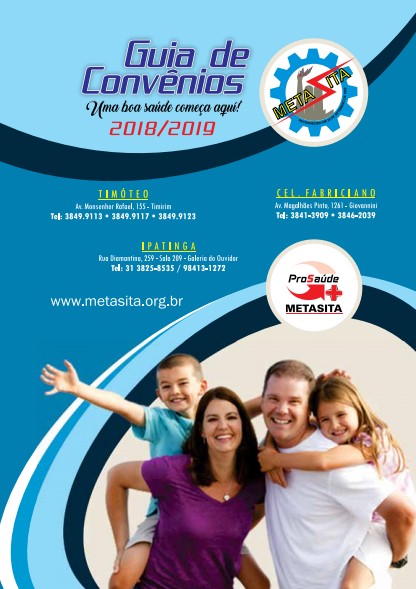 Guia de
Convênios
Uma boa saúde começa aqui!
2018/2019
METASITA
TIMÓTEO
Av. Monsenhor Rafael, 155 - Timirim
Tel: 3849.9113 • 3849.9117 • 3849.9123
CEL. FABRICIANO
Av. Magalhães Pinto, 1261 - Giovannini
Tel: 3841-3909 • 3846-2039
IPATINGA
Rua Diamantina, 259 - Sala 209 - Galeria do Ouvidor
Tel: 31 3825-8535 / 98413-1272
www.metasita.org.br
ProSaúde
METASITA